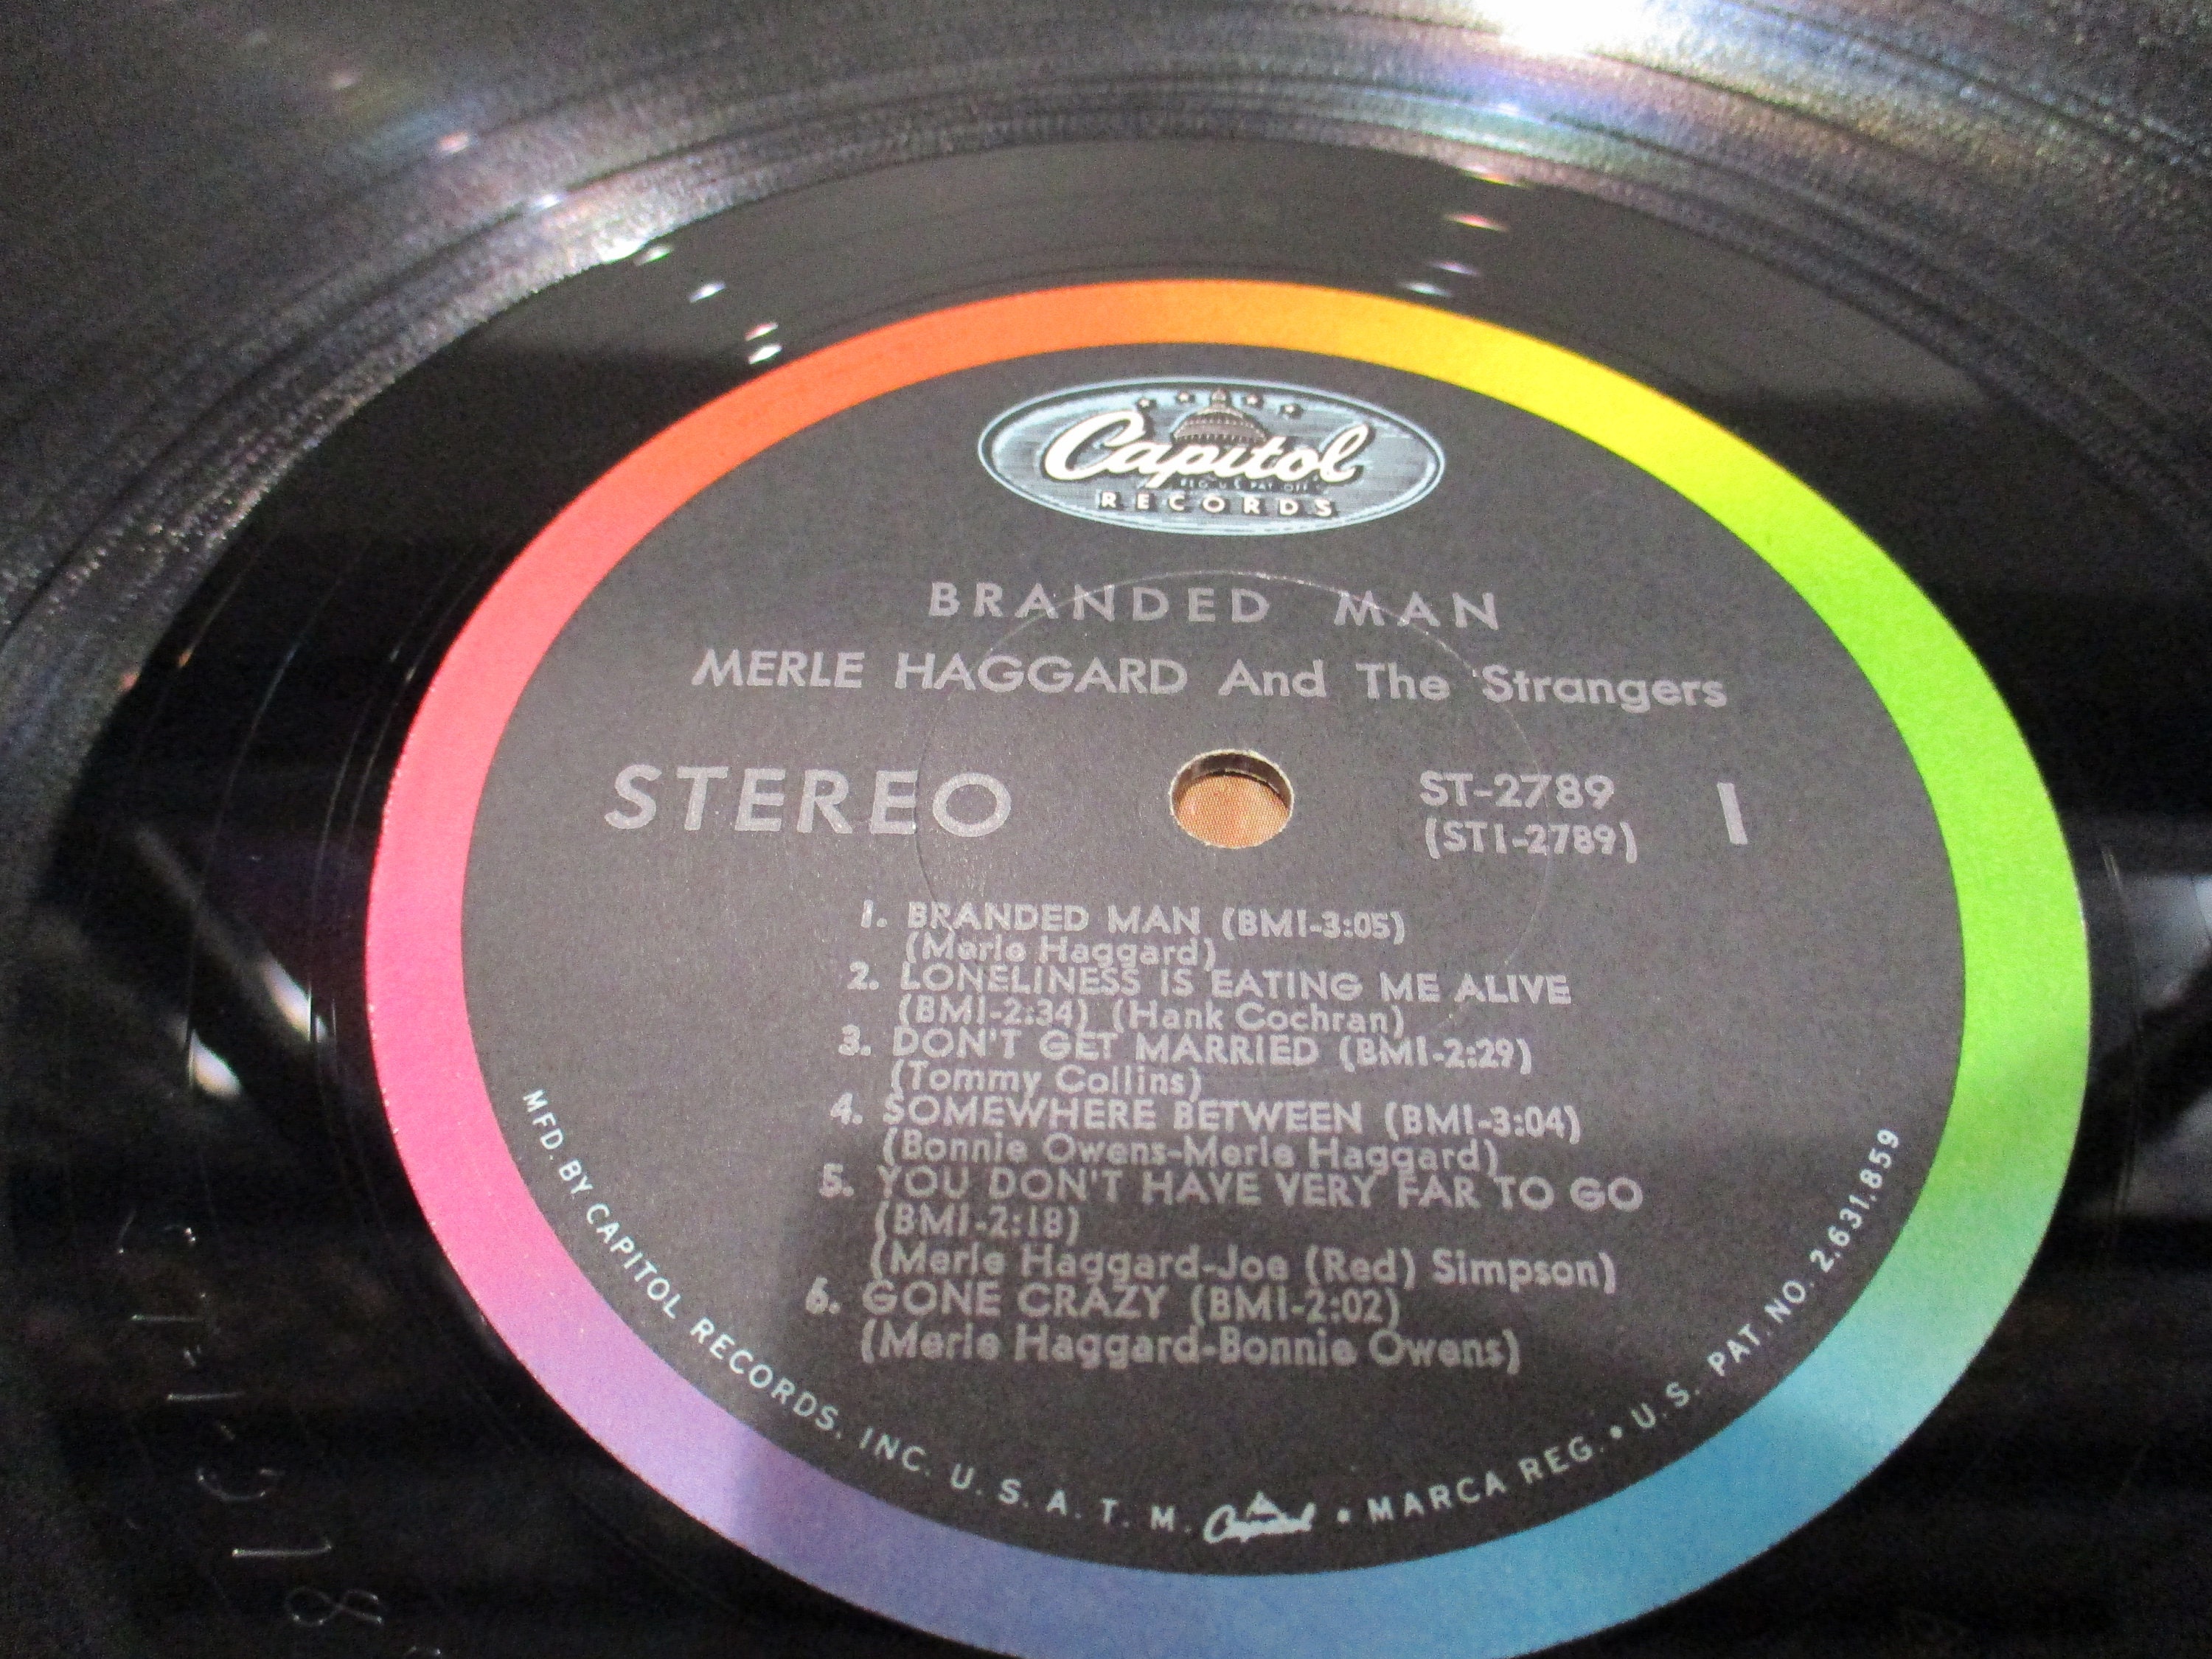 Capitol
REG. U.S. PAT. OFF.
RECORDS
BRANDED MAN
MERLE HAGGARD And The Strangers
STEREO
ST-2789
(ST1-2789)
1
1. BRANDED MAN (BMI-3:05)
(Merle Haggard)
2. LONELINESS IS EATING ME ALIVE
(BMI-2:34) (Hank Cochran)
3. DON'T GET MARRIED (BMI-2:29)
(Tommy Collins)
4. SOMEWHERE BETWEEN (BMI-3:04)
(Bonnie Owens-Merle Haggard)
5. YOU DON'T HAVE VERY FAR TO GO
(BMI-2:18)
(Merle Haggard-Joe (Red) Simpson)
6. GONE CRAZY (BMI-2:02)
(Merle Haggard-Bonnie Owens)
MFD. BY CAPITOL RECORDS, INC. U. S. A. T. M. Capitol • MARCA REG. • U. S. PAT. NO. 2,631,859